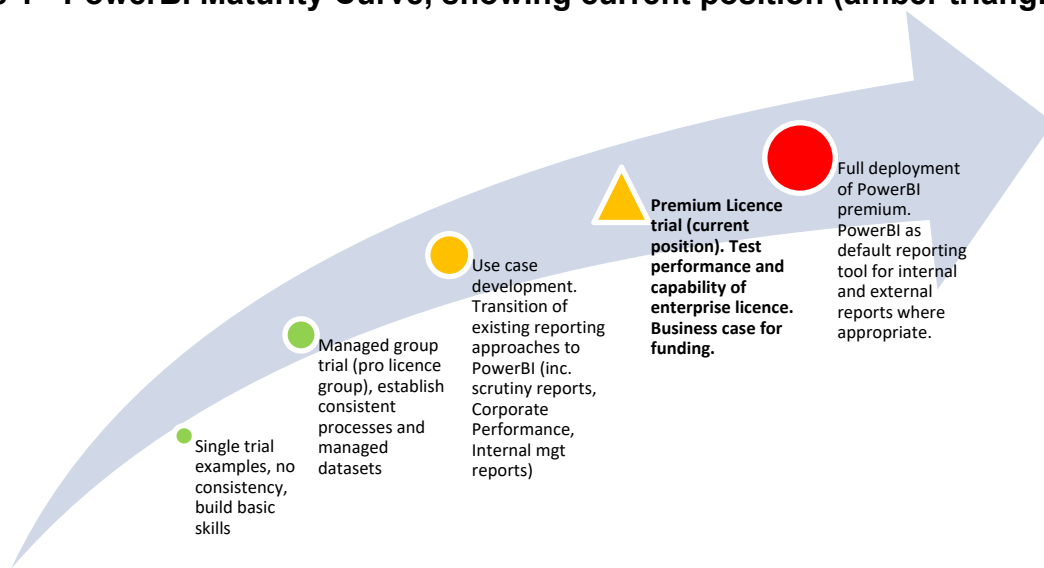 1 - PowerBI Maturity Curve, showing current position (amber
Single trial
examples, no
consistency,
build basic
skills
Managed group
trial (pro licence
group), establish
consistent
processes and
managed
datasets
Use case
development.
Transition of
existing reporting
approaches to
PowerBI (inc.
scrutiny reports,
Corporate
Performance,
Internal mgt
reports)
Premium Licence
trial (current
position). Test
performance and
capability of
enterprise licence.
Business case for
funding.
Full deployment
of PowerBI
premium.
PowerBI as
default reporting
tool for internal
and external
reports where
appropriate.